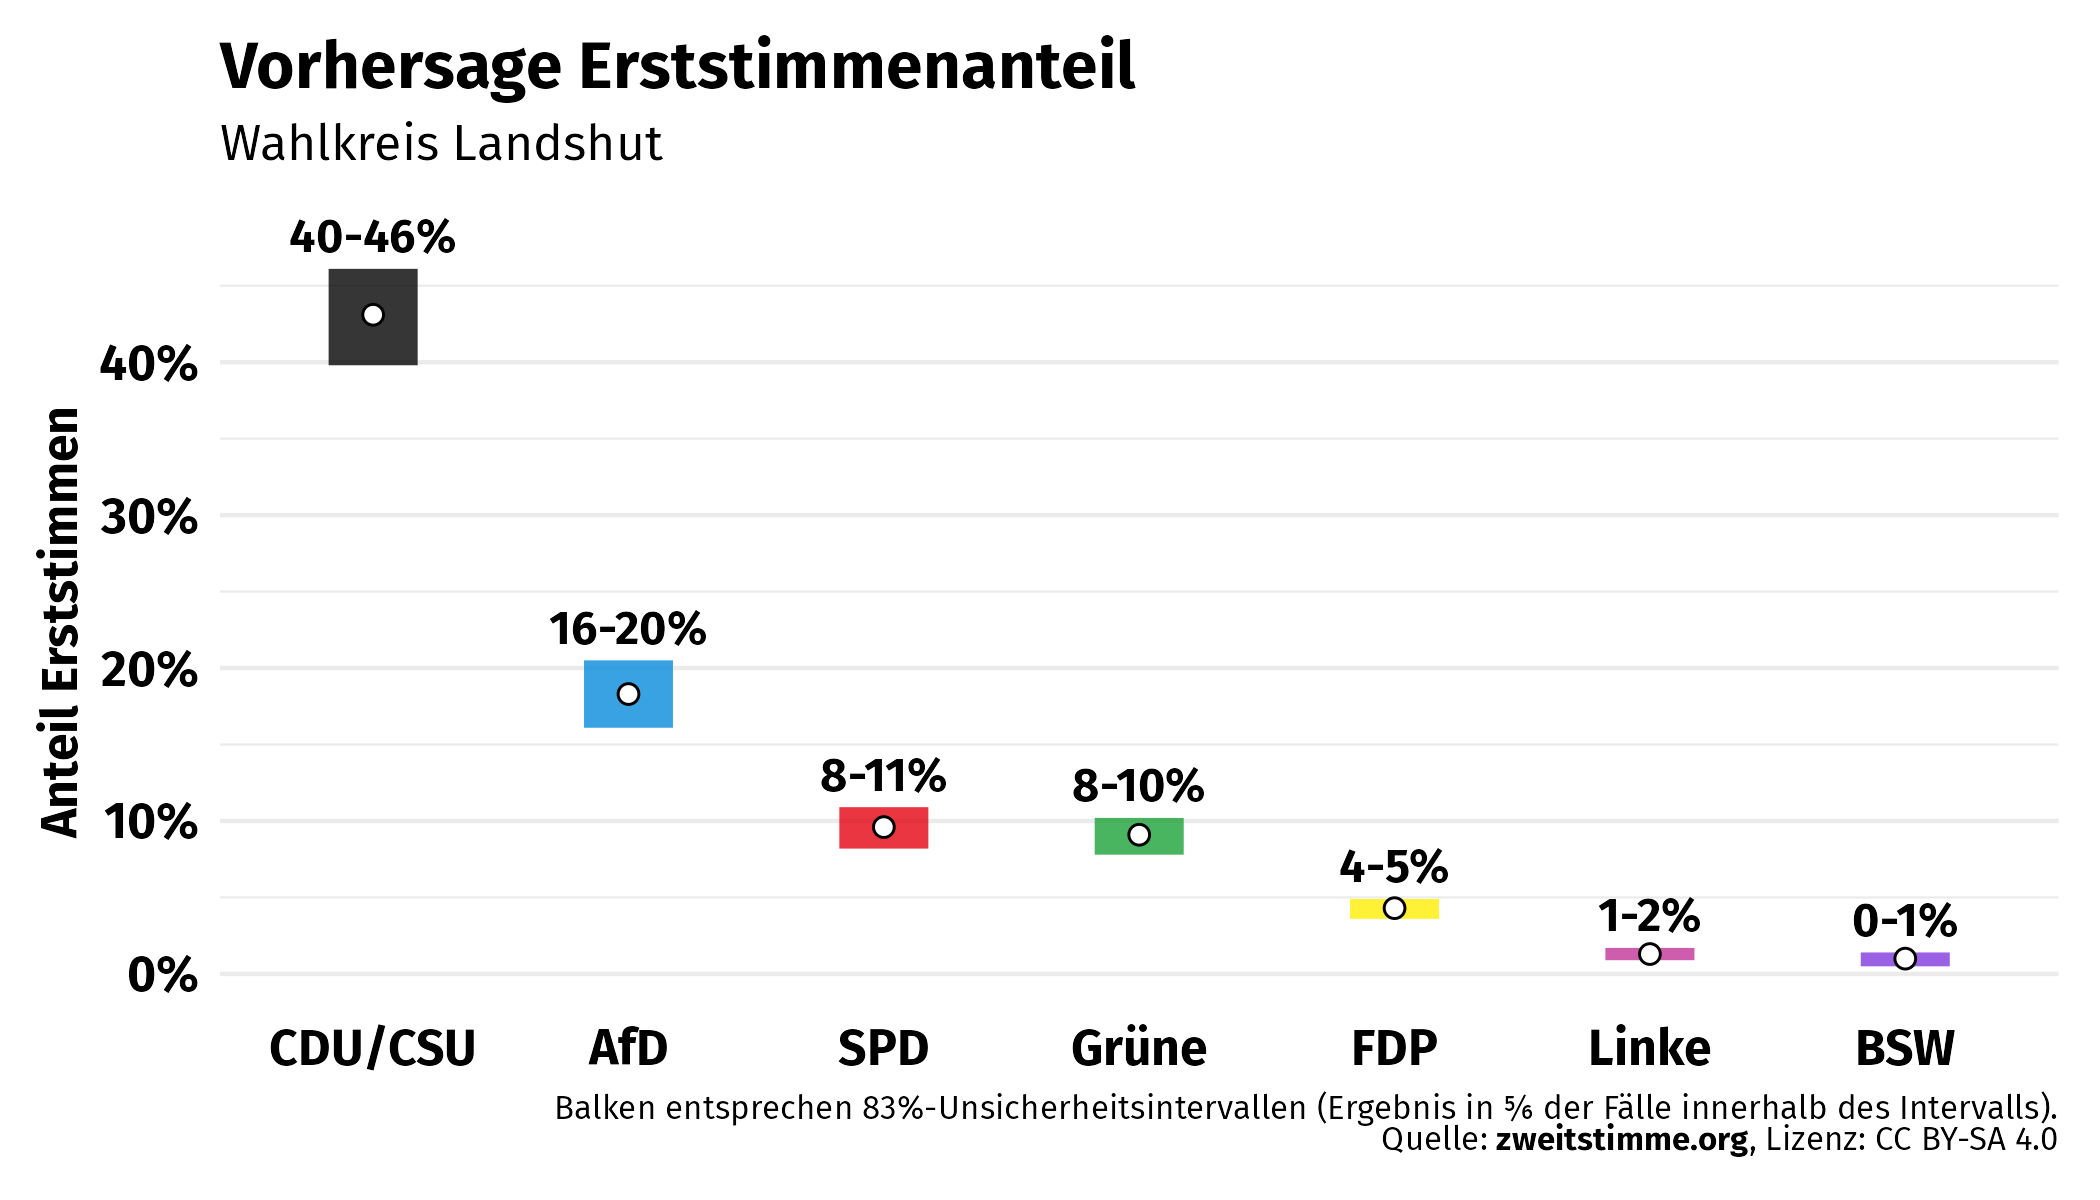 Vorhersage Erststimmenanteil
Wahlkreis Landshut
40-46%
40%
30%
16-20%
20%
8-11%
8-10%
10%
4-5%
1-2%
0-1%
0%
Anteil Erststimmen
CDU/CSU AfD SPD Grüne FDP Linke BSW
Balken entsprechen 83%-Unsicherheitsintervallen (Ergebnis in ⅚ der Fälle innerhalb des Intervalls).
Quelle: zweitstimme.org, Lizenz: CC BY-SA 4.0